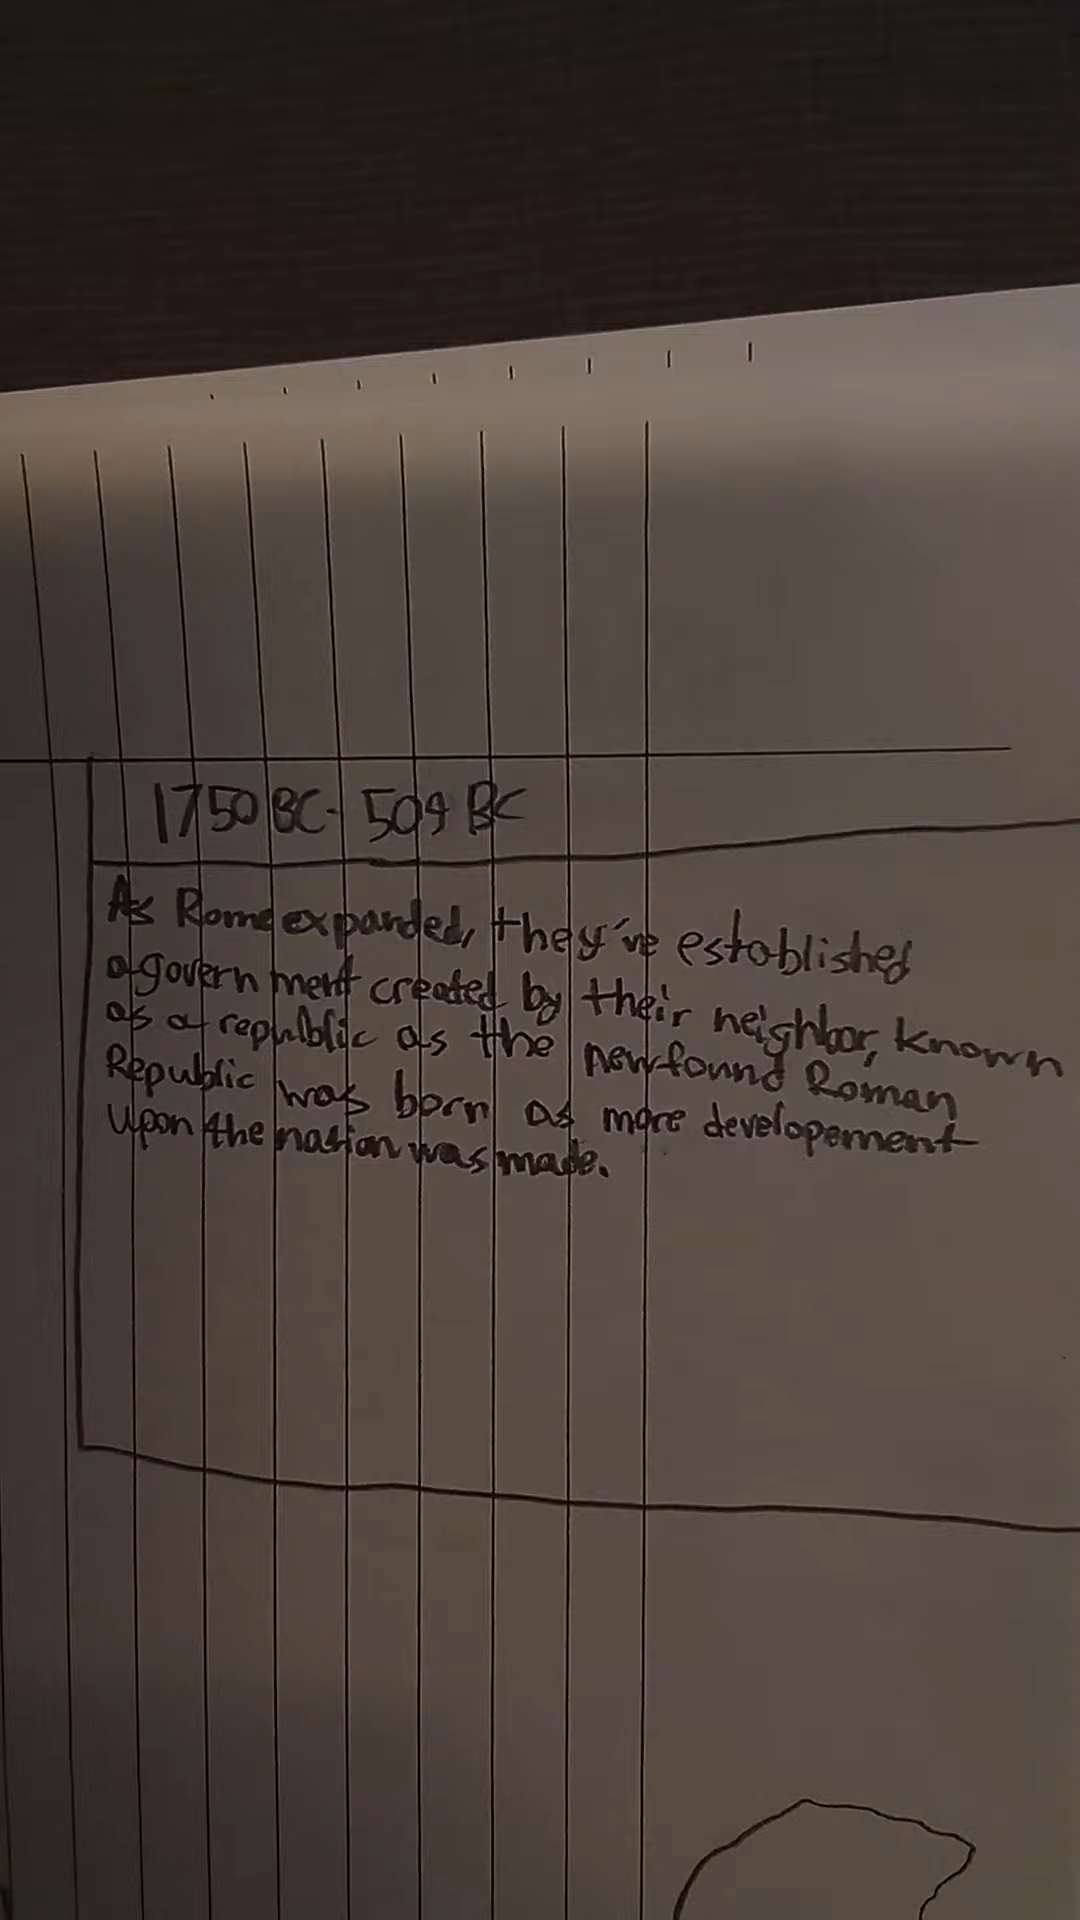 1750 BC - 509 BC
As Rome expanded, they've established
a government created by their neighbor, known
as a republic as the newfound Roman
Republic was born as more developement
upon the nation was made.